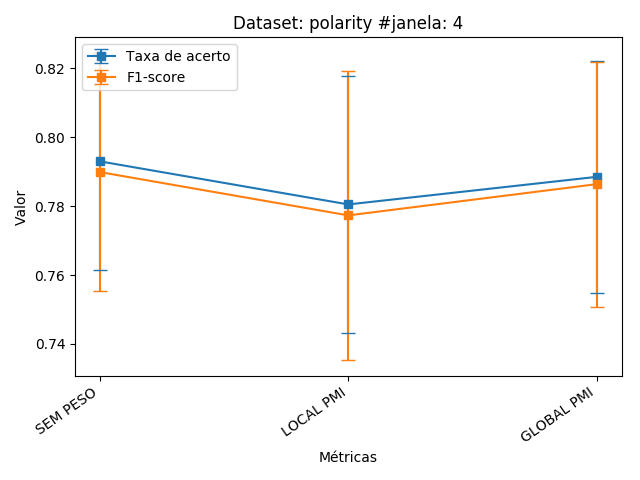 Dataset: polarity #janela: 4
Taxa de acerto
F1-score
0.82
0.80
0.78
0.76
0.74
Valor
SEM PESO
LOCAL PMI
GLOBAL PMI
Métricas